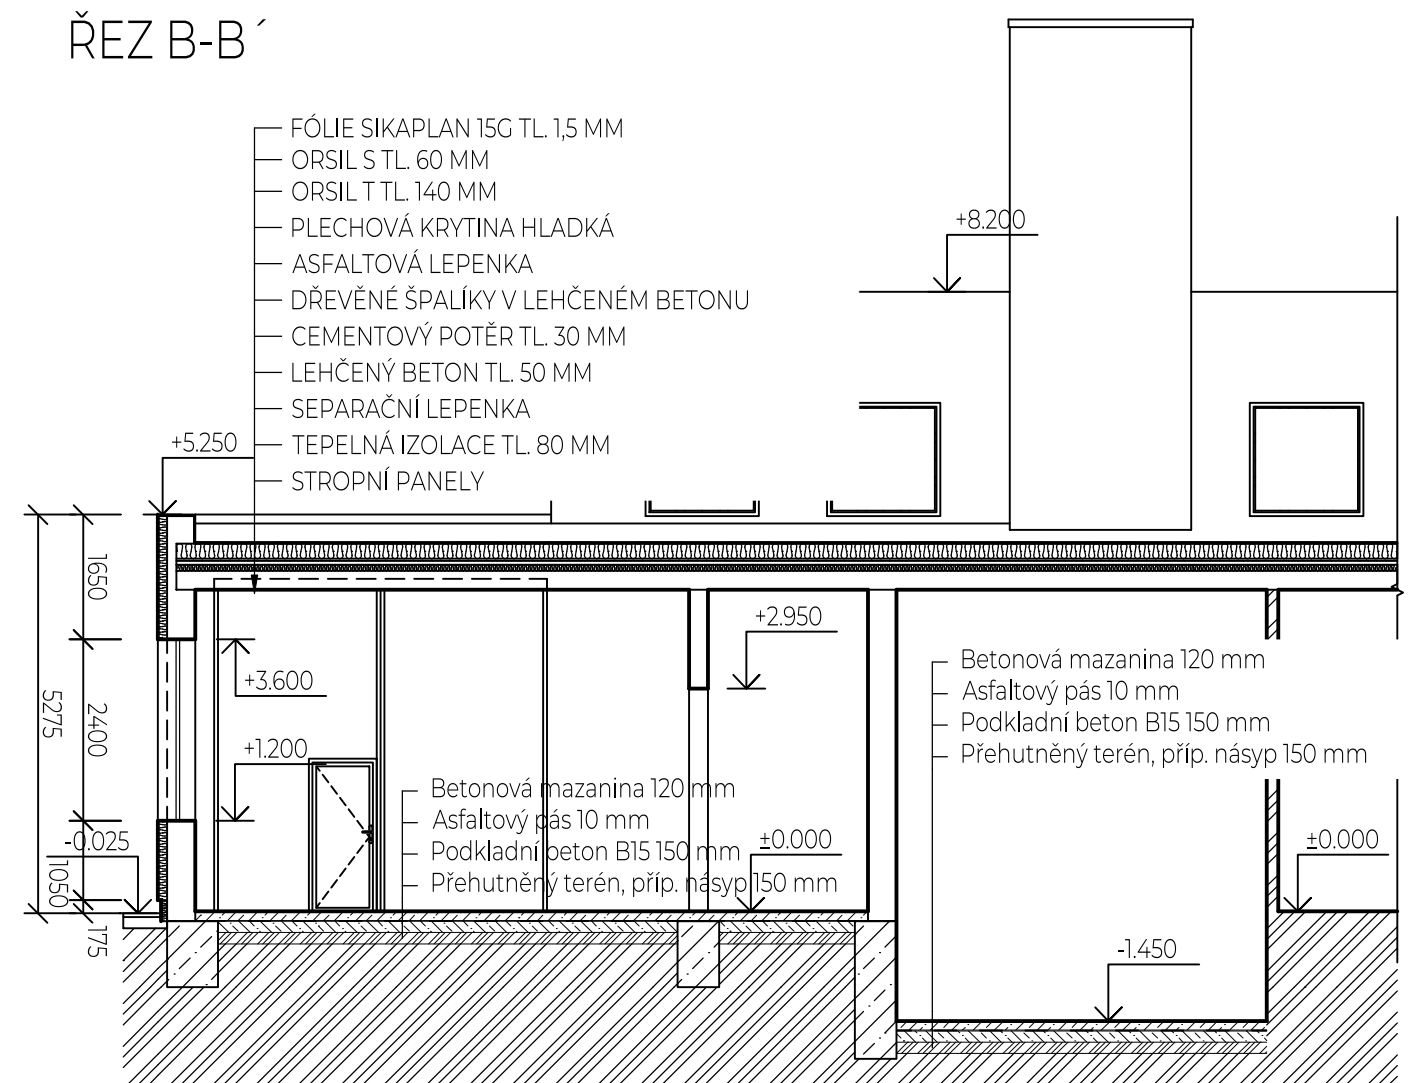 ŘEZ B-B´
FÓLIE SIKAPLAN 15G TL. 1,5 MM
ORSIL S TL. 60 MM
ORSIL T TL. 140 MM
PLECHOVÁ KRYTINA HLADKÁ
ASFALTOVÁ LEPENKA
DŘEVĚNÉ ŠPALÍKY V LEHČENÉM BETONU
CEMENTOVÝ POTĚR TL. 30 MM
LEHČENÝ BETON TL. 50 MM
SEPARAČNÍ LEPENKA
TEPELNÁ IZOLACE TL. 80 MM
STROPNÍ PANELY
+8.200
+5.250
1650
2400
5275
1050
175
-0.025
+3.600
+1.200
+2.950
Betonová mazanina 120 mm
Asfaltový pás 10 mm
Podkladní beton B15 150 mm
Přehutněný terén, příp. násyp 150 mm
±0.000
Betonová mazanina 120 mm
Asfaltový pás 10 mm
Podkladní beton B15 150 mm
Přehutněný terén, příp. násyp 150 mm
±0.000
-1.450